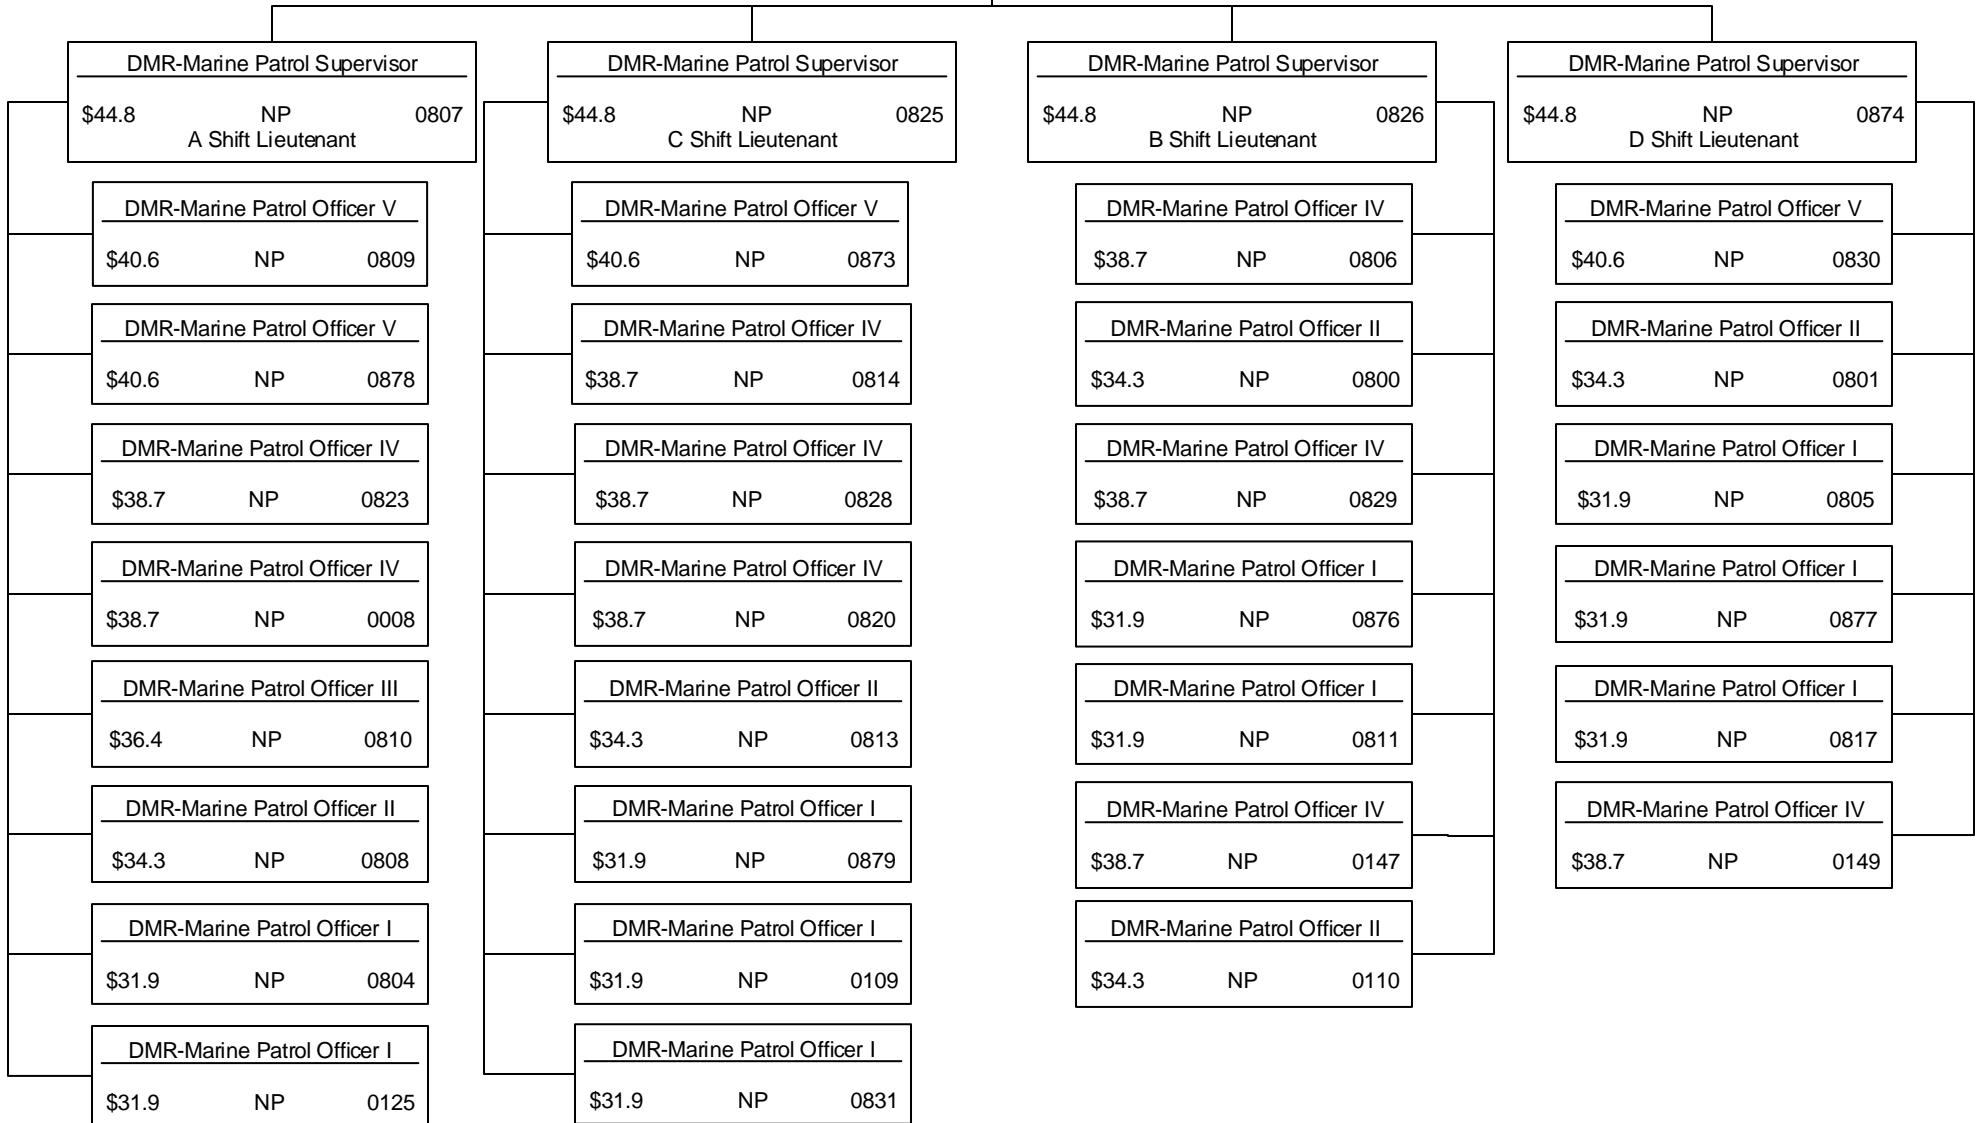 DMR-Marine Patrol Supervisor
$44.8 NP 0807
A Shift Lieutenant
DMR-Marine Patrol Officer V
$40.6 NP 0809
DMR-Marine Patrol Officer V
$40.6 NP 0878
DMR-Marine Patrol Officer IV
$38.7 NP 0823
DMR-Marine Patrol Officer IV
$38.7 NP 0008
DMR-Marine Patrol Officer III
$36.4 NP 0810
DMR-Marine Patrol Officer II
$34.3 NP 0808
DMR-Marine Patrol Officer I
$31.9 NP 0804
DMR-Marine Patrol Officer I
$31.9 NP 0125
DMR-Marine Patrol Supervisor
$44.8 NP 0825
C Shift Lieutenant
DMR-Marine Patrol Officer V
$40.6 NP 0873
DMR-Marine Patrol Officer IV
$38.7 NP 0814
DMR-Marine Patrol Officer IV
$38.7 NP 0828
DMR-Marine Patrol Officer IV
$38.7 NP 0820
DMR-Marine Patrol Officer II
$34.3 NP 0813
DMR-Marine Patrol Officer I
$31.9 NP 0879
DMR-Marine Patrol Officer I
$31.9 NP 0109
DMR-Marine Patrol Officer I
$31.9 NP 0831
DMR-Marine Patrol Supervisor
$44.8 NP 0826
B Shift Lieutenant
DMR-Marine Patrol Officer IV
$38.7 NP 0806
DMR-Marine Patrol Officer II
$34.3 NP 0800
DMR-Marine Patrol Officer IV
$38.7 NP 0829
DMR-Marine Patrol Officer I
$31.9 NP 0876
DMR-Marine Patrol Officer I
$31.9 NP 0811
DMR-Marine Patrol Officer IV
$38.7 NP 0147
DMR-Marine Patrol Officer II
$34.3 NP 0110
DMR-Marine Patrol Supervisor
$44.8 NP 0874
D Shift Lieutenant
DMR-Marine Patrol Officer V
$40.6 NP 0830
DMR-Marine Patrol Officer II
$34.3 NP 0801
DMR-Marine Patrol Officer I
$31.9 NP 0805
DMR-Marine Patrol Officer I
$31.9 NP 0877
DMR-Marine Patrol Officer I
$31.9 NP 0817
DMR-Marine Patrol Officer IV
$38.7 NP 0149